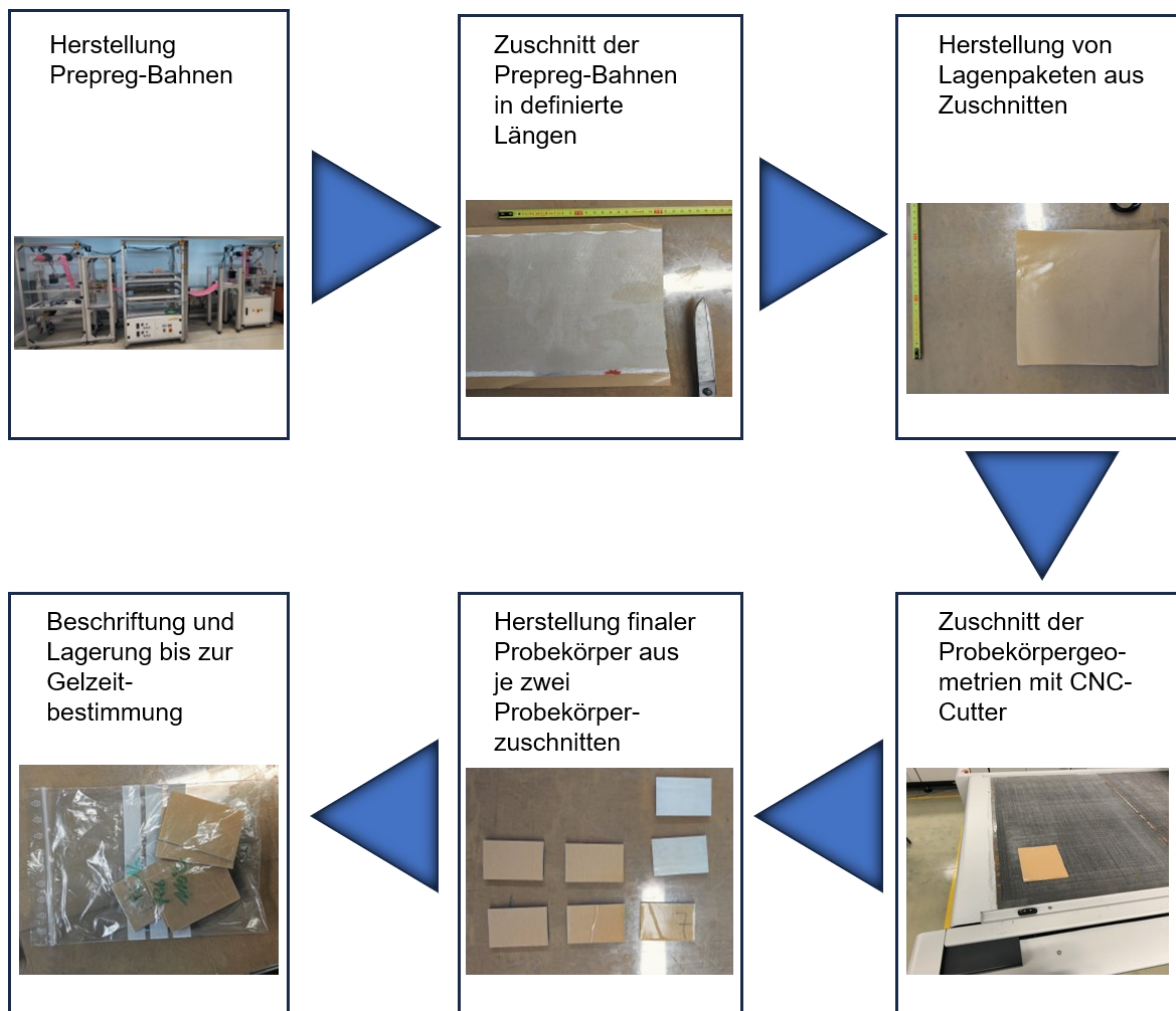 Herstellung
Prepreg-Bahnen
Zuschnitt der
Prepreg-Bahnen
in definierte
Längen
Herstellung von
Lagenpaketen aus
Zuschnitten
Zuschnitt der
Probekörpergeo-
metrien mit CNC-
Cutter
Herstellung finaler
Probekörper aus
je zwei
Probekörper-
zuschnitten
Beschriftung und
Lagerung bis zur
Gelzeit-
bestimmung